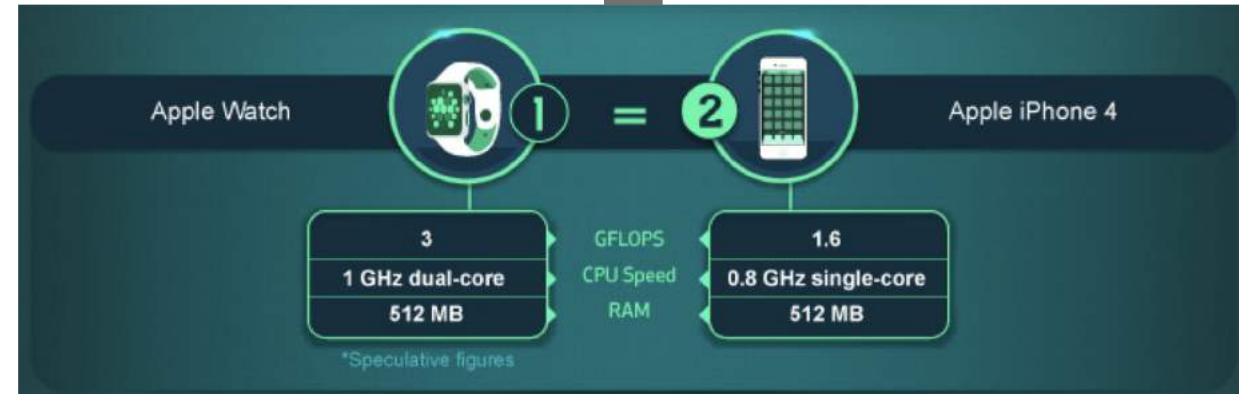 Apple Watch 1 = 2 Apple iPhone 4
3 GFLOPS 1.6
1 GHz dual-core CPU Speed 0.8 GHz single-core
512 MB RAM 512 MB
*Speculative figures